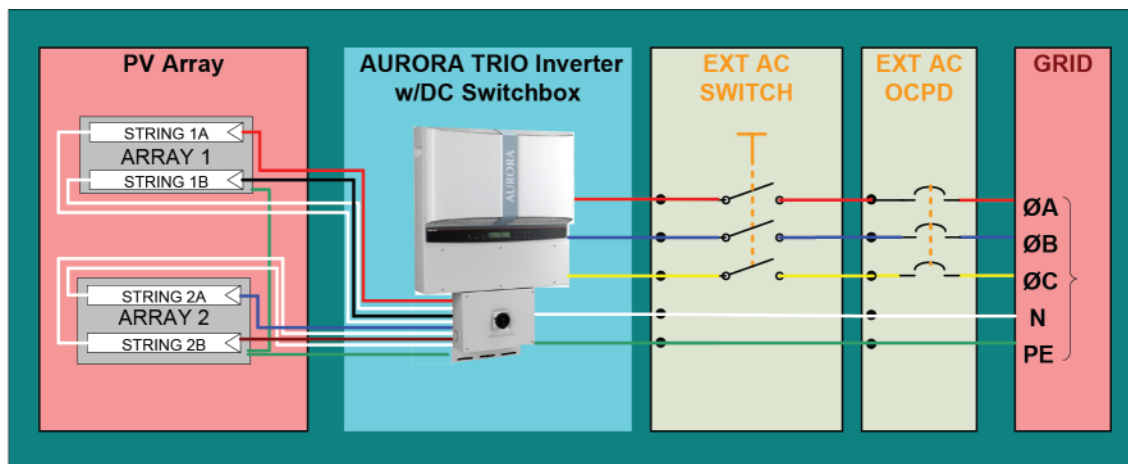 PV Array
STRING 1A
ARRAY 1
STRING 1B
STRING 2A
ARRAY 2
STRING 2B
AURORA TRIO Inverter
w/DC Switchbox
AURORA
EXT AC
SWITCH
EXT AC
OCPD
GRID
ØA
ØB
ØC
N
PE